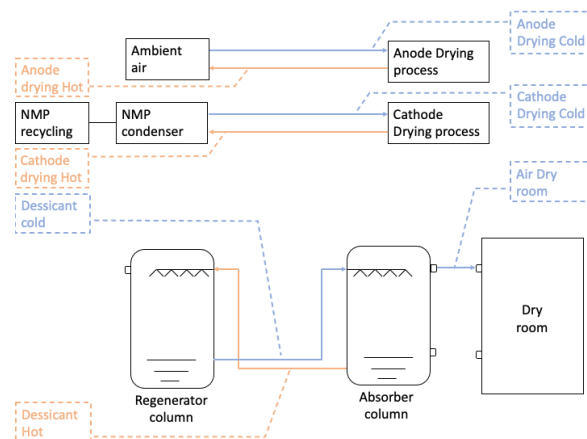 Ambient
air
Anode Drying
process
Anode
Drying Cold
Anode
drying Hot
NMP
recycling
NMP
condenser
Cathode
Drying process
Cathode
Drying Cold
Cathode
drying Hot
Dessicant
cold
Air Dry
room
Dry
room
Regenerator
column
Absorber
column
Dessicant
Hot